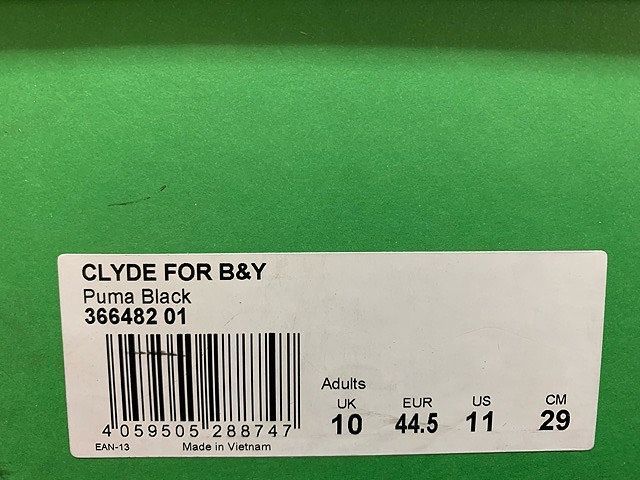 CLYDE FOR B&Y
Puma Black
366482 01
4 059505 288747
EAN-13 Made in Vietnam
Adults
UK EUR US CM
10 44.5 11 29